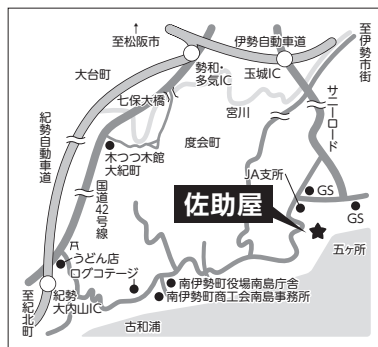 至松阪市
伊勢自動車道
至伊勢市街
大台町
勢和・
多気IC
玉城IC
サニーロード
七保大橋
宮川
紀勢自動車道
木つつ木館
大紀町
度会町
国道42号線
JA支所
GS
GS
佐助屋
五ヶ所
うどん店
ログコテージ
南伊勢町役場南島庁舎
南伊勢町商工会南島事務所
至紀北町
紀勢
大内山IC
古和浦